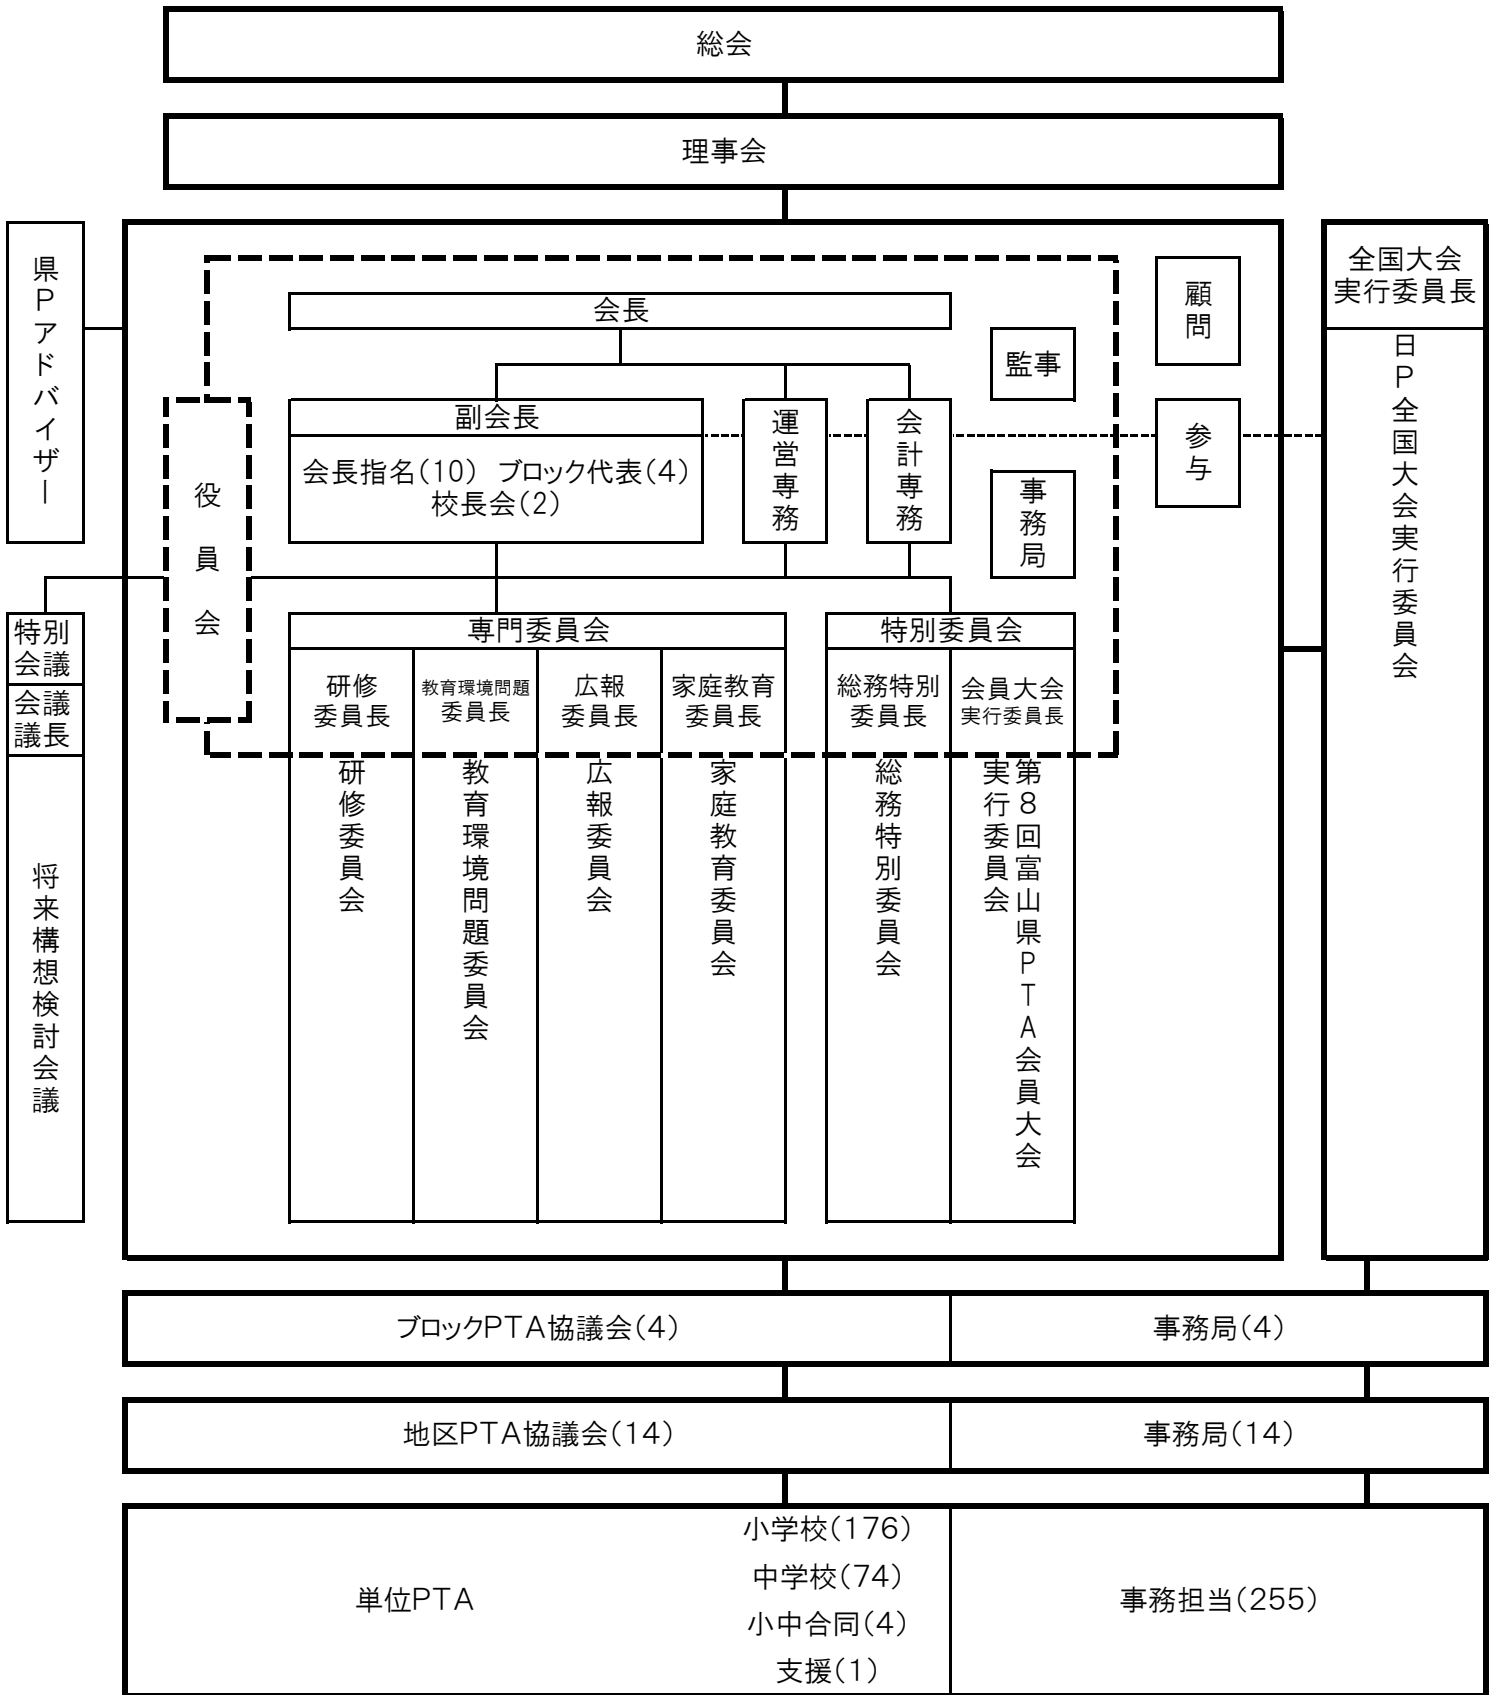 総会
理事会
県Pアドバイザー
全国大会
実行委員長
日P全国大会実行委員会
会長
監事
顧問
副会長
会長指名(10) ブロック代表(4)
校長会(2)
運営専務
会計専務
参与
事務局
役員会
特別
会議
会議
議長
将来構想検討会議
専門委員会
特別委員会
研修
委員長
教育環境問題
委員長
広報
委員長
家庭教育
委員長
総務特別
委員長
会員大会
実行委員長
研修委員会
教育環境問題委員会
広報委員会
家庭教育委員会
総務特別委員会
第8回富山県PTA会員大会
実行委員会
ブロックPTA協議会(4)
事務局(4)
地区PTA協議会(14)
事務局(14)
単位PTA
小学校(176)
中学校(74)
小中合同(4)
支援(1)
事務担当(255)